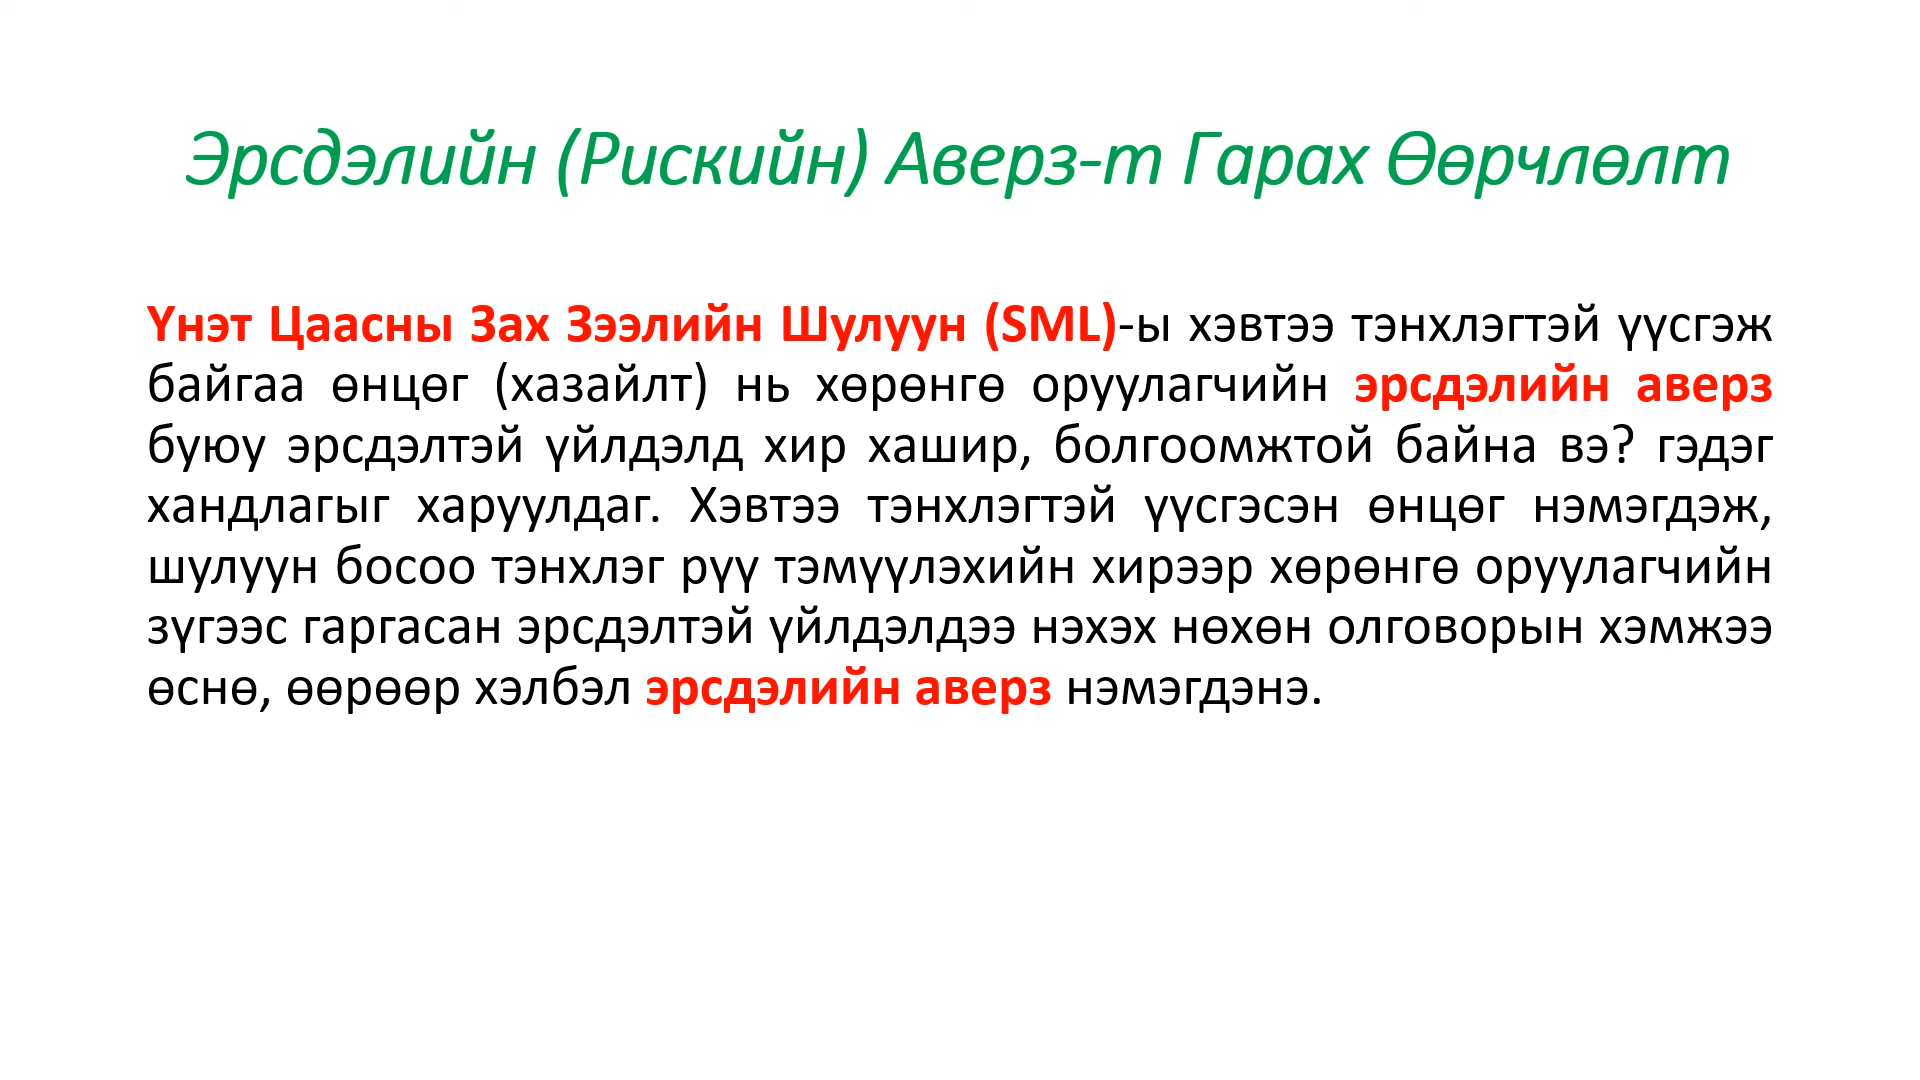 Эрсдэлийн (Рискийн) Аверз-т Гарах Өөрчлөлт
Үнэт Цаасны Зах Зээлийн Шулуун (SML)-ы хэвтээ тэнхлэгтэй үүсгэж
байгаа өнцөг (хазайлт) нь хөрөнгө оруулагчийн эрсдэлийн аверз
буюу эрсдэлтэй үйлдэлд хир хашир, болгоомжтой байна вэ? гэдэг
хандлагыг харуулдаг. Хэвтээ тэнхлэгтэй үүсгэсэн өнцөг нэмэгдэж,
шулуун босоо тэнхлэг рүү тэмүүлэхийн хирээр хөрөнгө оруулагчийн
зүгээс гаргасан эрсдэлтэй үйлдэлдээ нэхэх нөхөн олговорын хэмжээ
өснө, өөрөөр хэлбэл эрсдэлийн аверз нэмэгдэнэ.